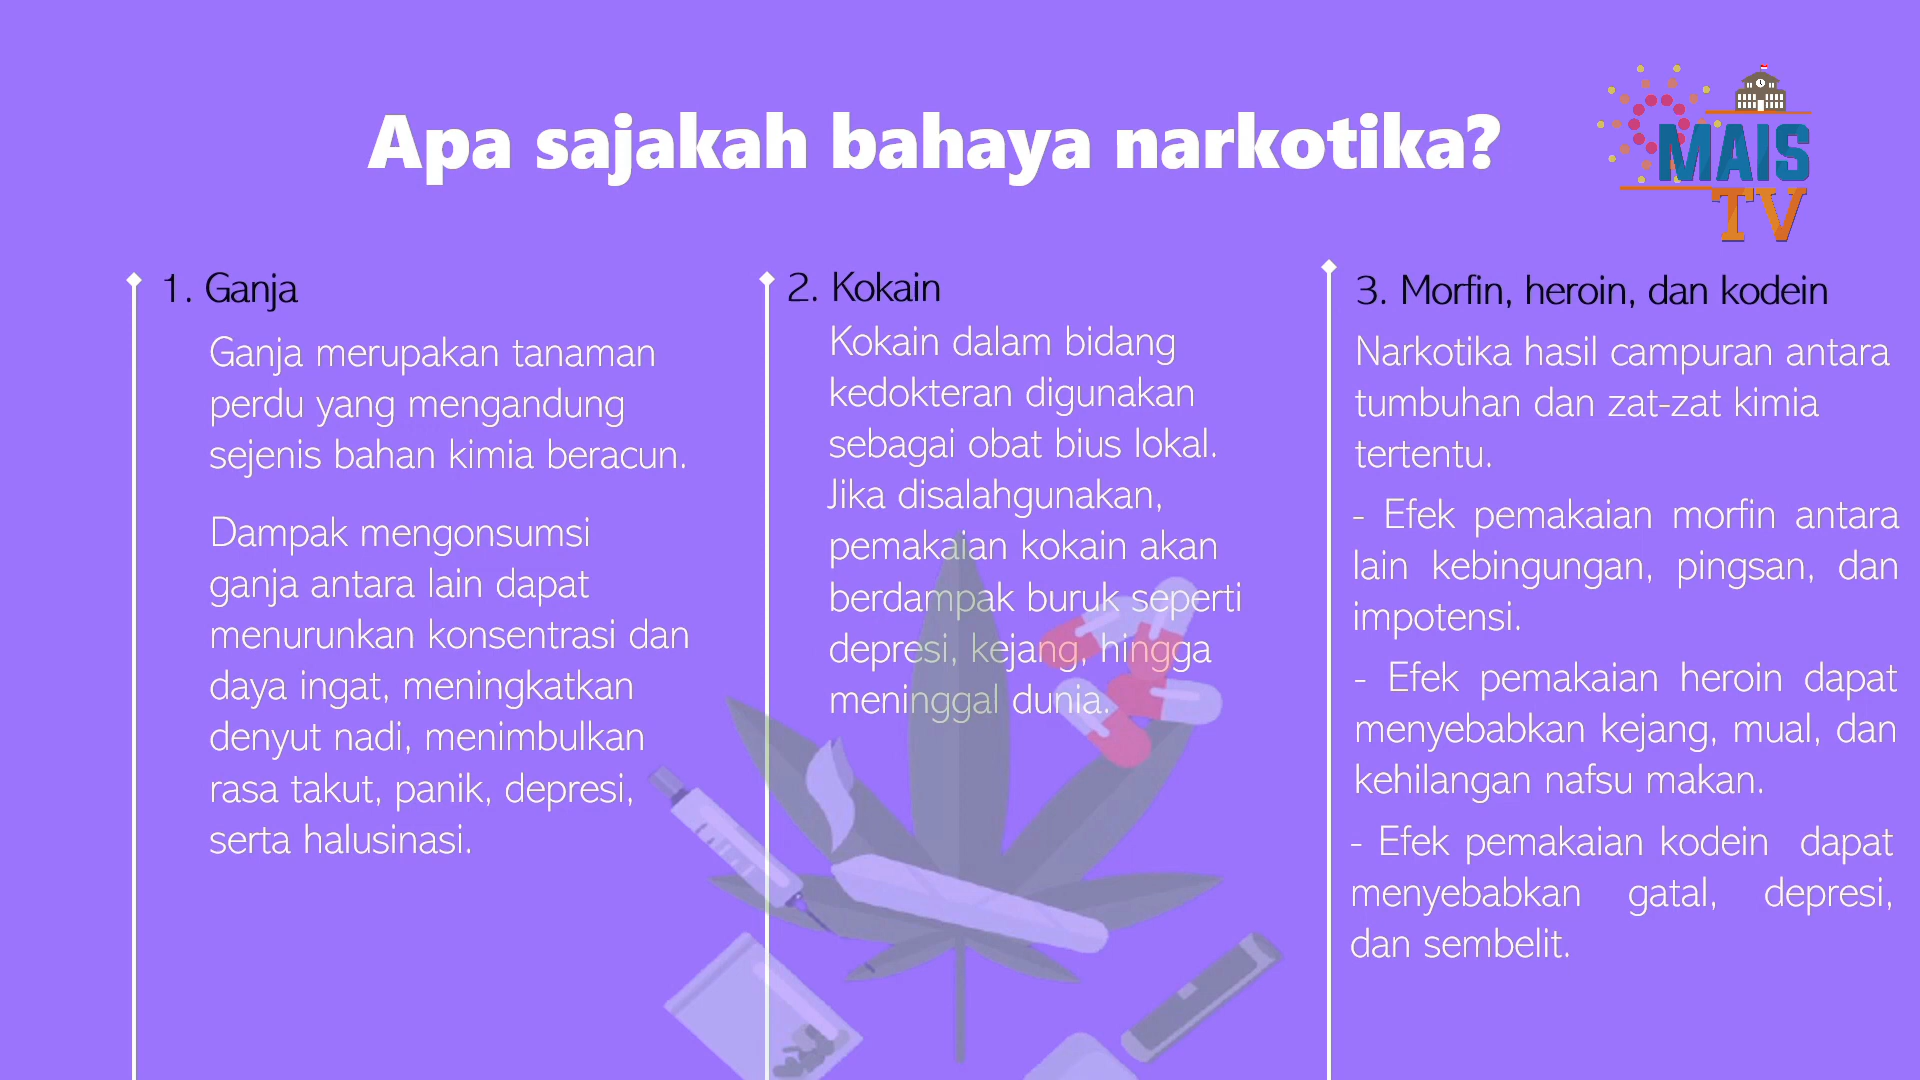 Apa sajakah bahaya narkotika?
MAIS
TV
1. Ganja
Ganja merupakan tanaman
perdu yang mengandung
sejenis bahan kimia beracun.
Dampak mengonsumsi
ganja antara lain dapat
menurunkan konsentrasi dan
daya ingat, meningkatkan
denyut nadi, menimbulkan
rasa takut, panik, depresi,
serta halusinasi.
2. Kokain
Kokain dalam bidang
kedokteran digunakan
sebagai obat bius lokal.
Jika disalahgunakan,
pemakaian kokain akan
berdampak buruk seperti
depresi, kejang, hingga
meninggal dunia.
3. Morfin, heroin, dan kodein
Narkotika hasil campuran antara
tumbuhan dan zat-zat kimia
tertentu.
- Efek pemakaian morfin antara
lain kebingungan, pingsan, dan
impotensi.
- Efek pemakaian heroin dapat
menyebabkan kejang, mual, dan
kehilangan nafsu makan.
- Efek pemakaian kodein dapat
menyebabkan gatal, depresi,
dan sembelit.